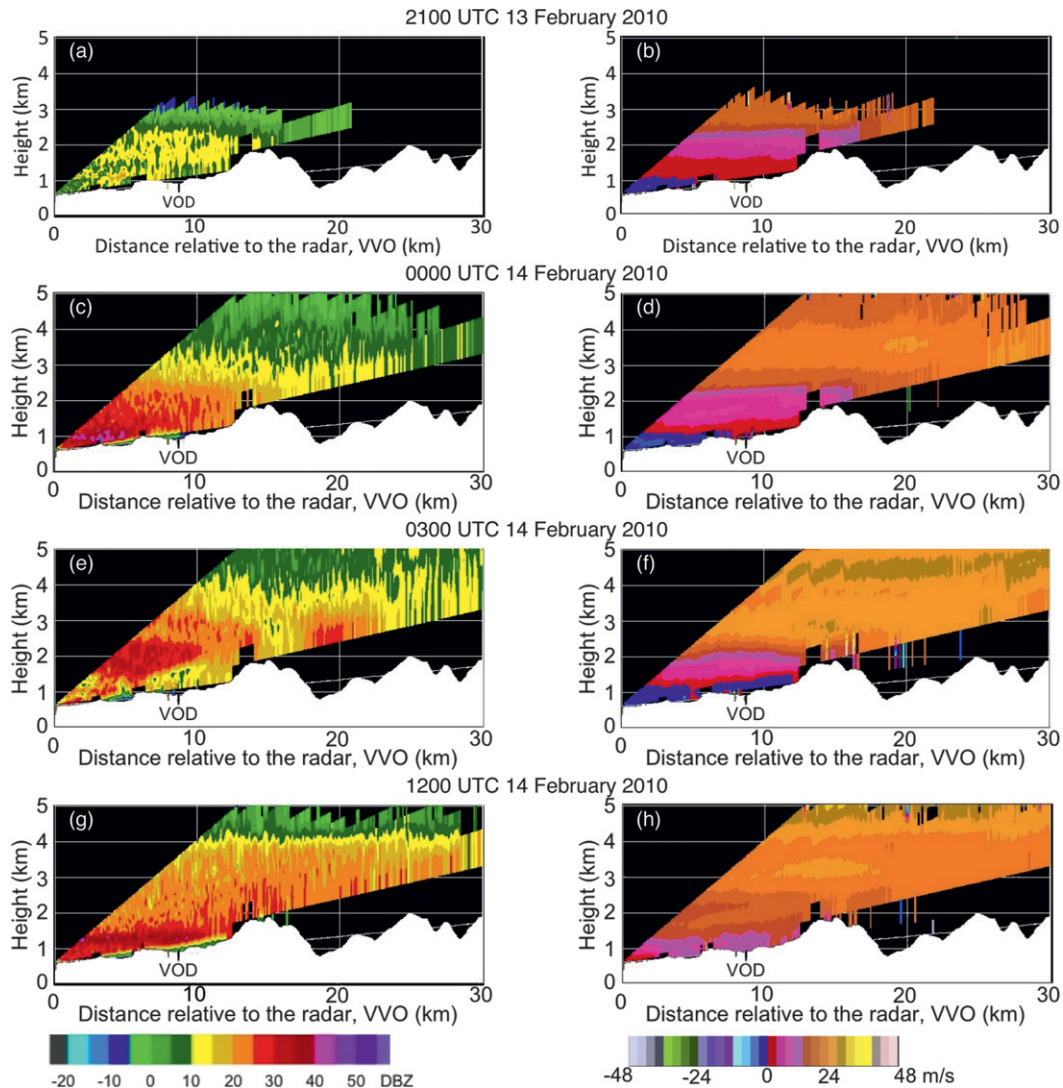 2100 UTC 13 February 2010
(a)
(b)
5
4
3
2
1
0
Height (km)
VOD
0 10 20 30
Distance relative to the radar, VVO (km)
5
4
3
2
1
0
Height (km)
VOD
0 10 20 30
Distance relative to the radar, VVO (km)
0000 UTC 14 February 2010
(c)
(d)
5
4
3
2
1
0
Height (km)
VOD
0 10 20 30
Distance relative to the radar, VVO (km)
5
4
3
2
1
0
Height (km)
VOD
0 10 20 30
Distance relative to the radar, VVO (km)
0300 UTC 14 February 2010
(e)
(f)
5
4
3
2
1
0
Height (km)
VOD
0 10 20 30
Distance relative to the radar, VVO (km)
5
4
3
2
1
0
Height (km)
VOD
0 10 20 30
Distance relative to the radar, VVO (km)
1200 UTC 14 February 2010
(g)
(h)
5
4
3
2
1
0
Height (km)
VOD
0 10 20 30
Distance relative to the radar, VVO (km)
5
4
3
2
1
0
Height (km)
VOD
0 10 20 30
Distance relative to the radar, VVO (km)
-20 -10 0 10 20 30 40 50 DBZ
-48 -24 0 24 48 m/s